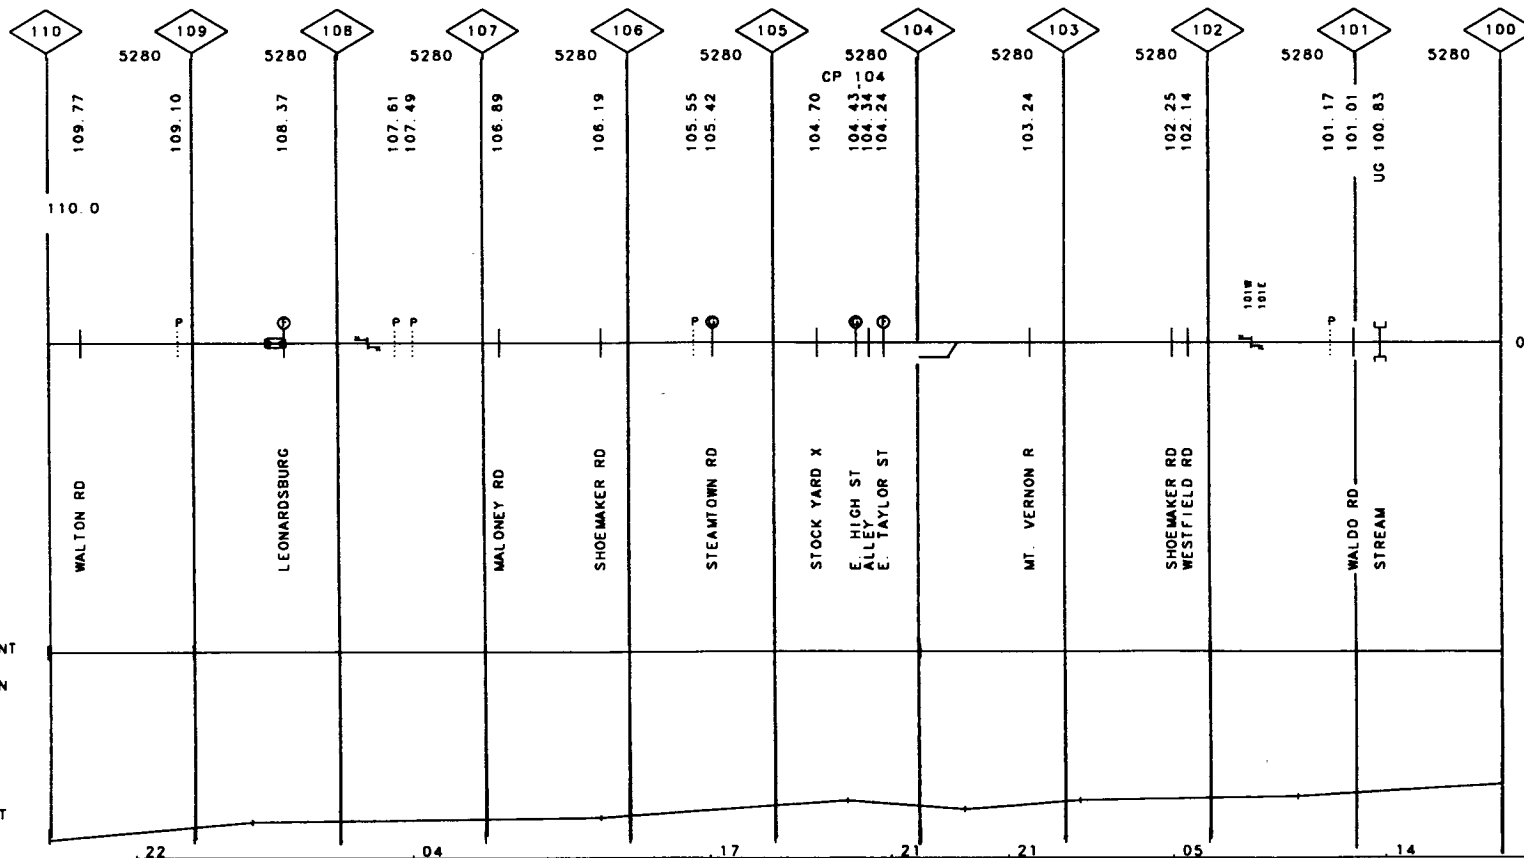 110 109 108 107 106 105 104 103 102 101 100
5280 5280 5280 5280 5280 5280 5280 5280 5280 5280
CP 104
109.77
109.10
108.37
107.61
107.49
106.89
106.19
105.55
105.42
104.70
104.43
104.34
104.24
103.24
102.25
102.14
101.17
101.01
UG 100.83
110.0
101W
101E
P P P P P
0
WALTON RD
LEONARDSBURG
MALONEY RD
SHOEMAKER RD
STEAMTOWN RD
STOCK YARD X
E. HIGH ST
ALLEY
E. TAYLOR ST
MT. VERNON R
SHOEMAKER RD
WESTFIELD RD
WALDO RD
STREAM
NT
N
T
.22 .04 .17 .21 .21 .05 .14